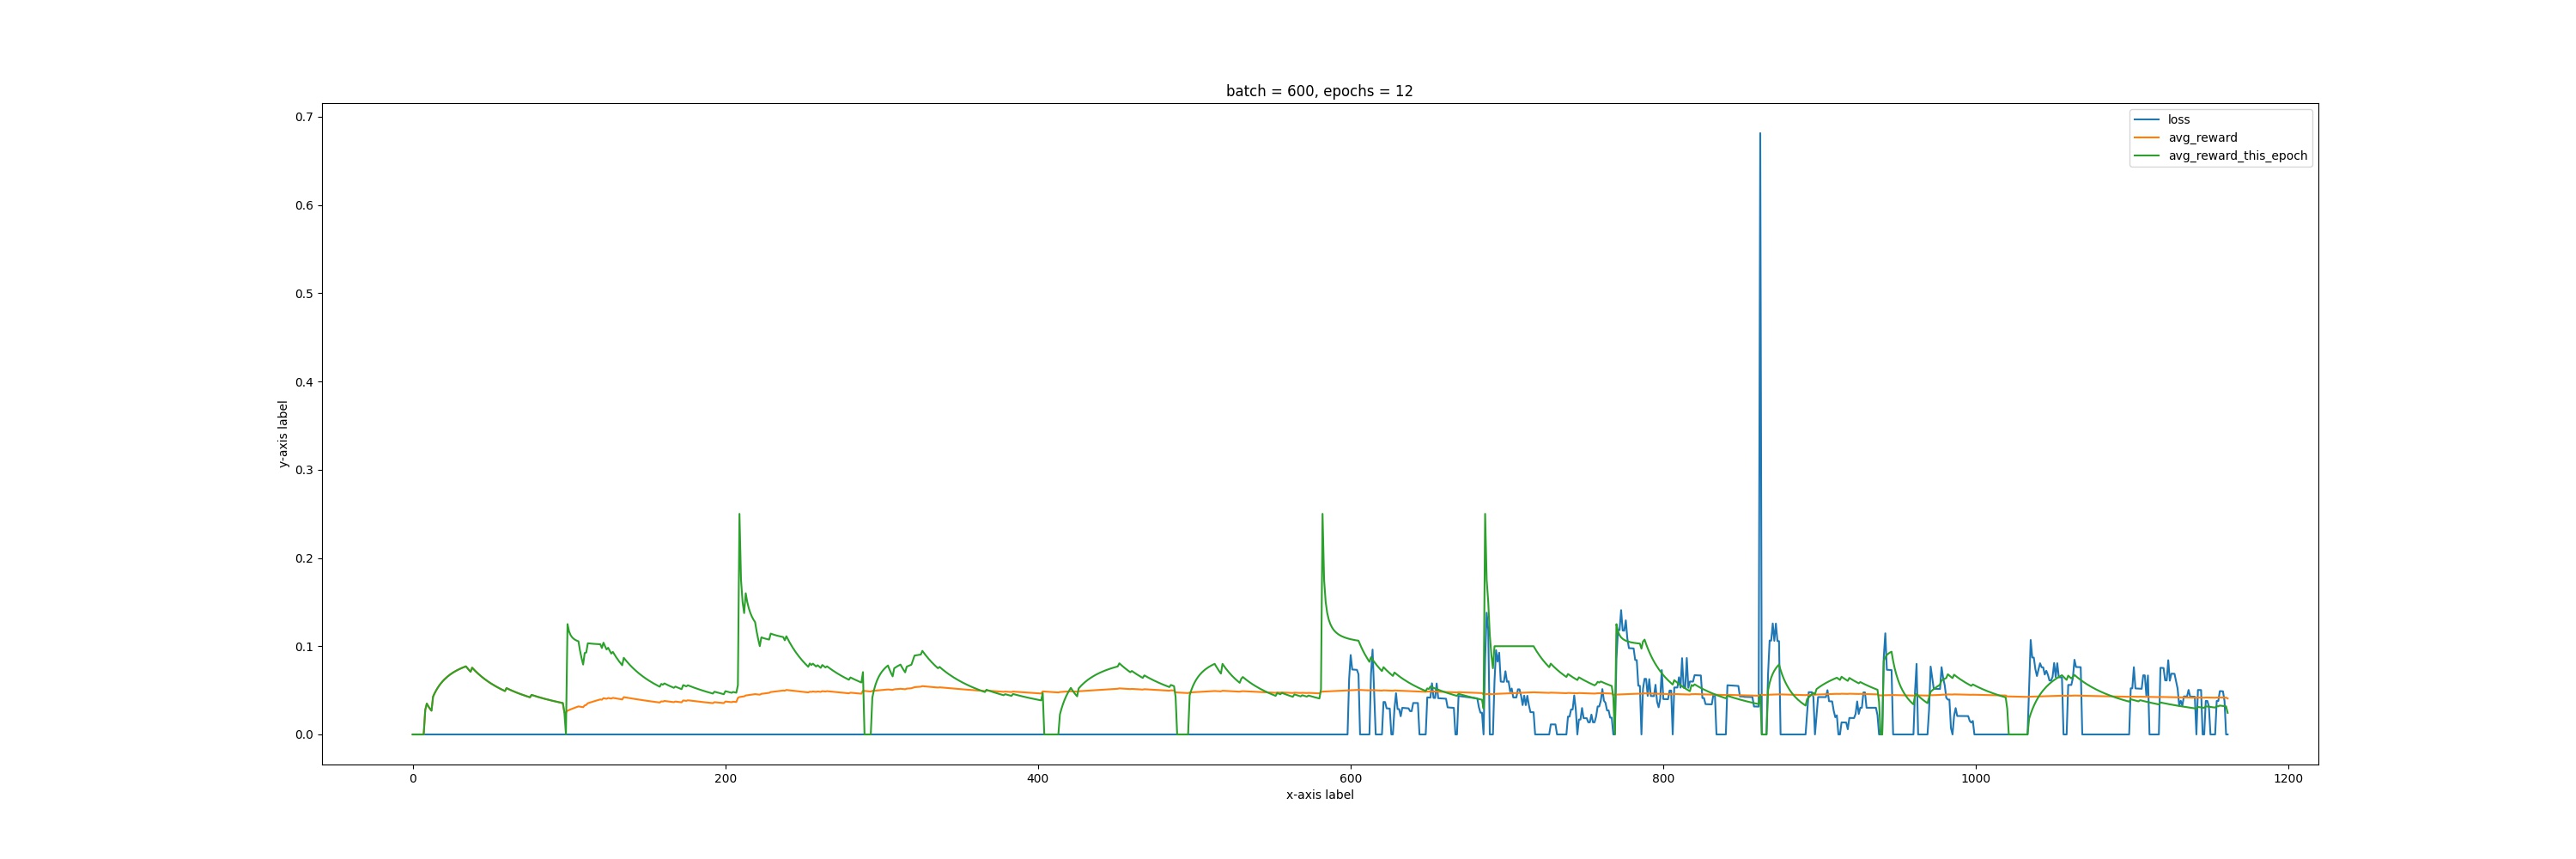 batch = 600, epochs = 12
loss
avg_reward
avg_reward_this_epoch
y-axis label
0.7
0.6
0.5
0.4
0.3
0.2
0.1
0.0
0 200 400 600 800 1000 1200
x-axis label